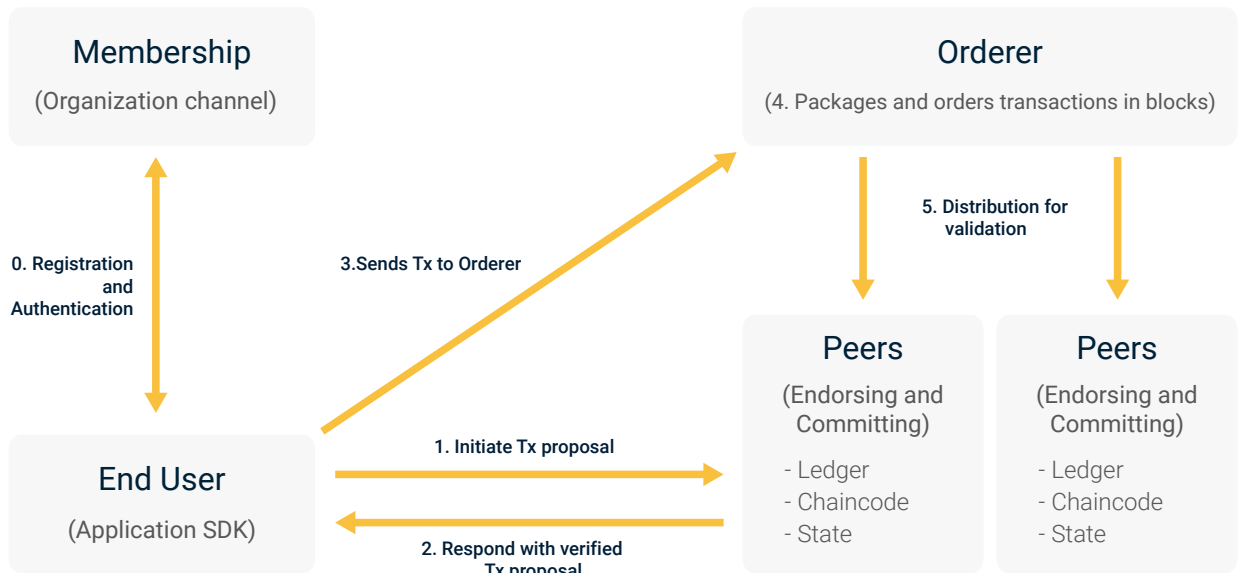 Membership
(Organization channel)
Orderer
(4. Packages and orders transactions in blocks)
0. Registration
and
Authentication
3.Sends Tx to Orderer
5. Distribution for
validation
End User
(Application SDK)
1. Initiate Tx proposal
2. Respond with verified
Tx proposal
Peers
(Endorsing and
Committing)
- Ledger
- Chaincode
- State
Peers
(Endorsing and
Committing)
- Ledger
- Chaincode
- State